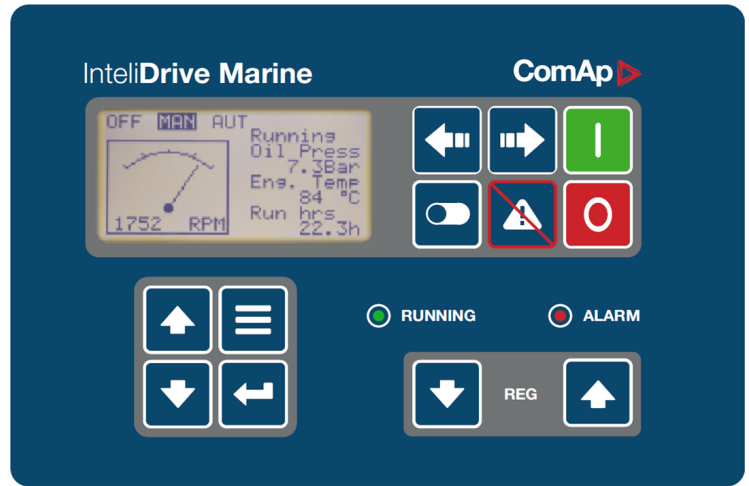 InteliDrive Marine
ComAp
OFF MAN AUT
Running
Oil Press
7.3Bar
Eng. Temp
84 °C
Run hrs
22.3h
1752 RPM
RUNNING
ALARM
REG